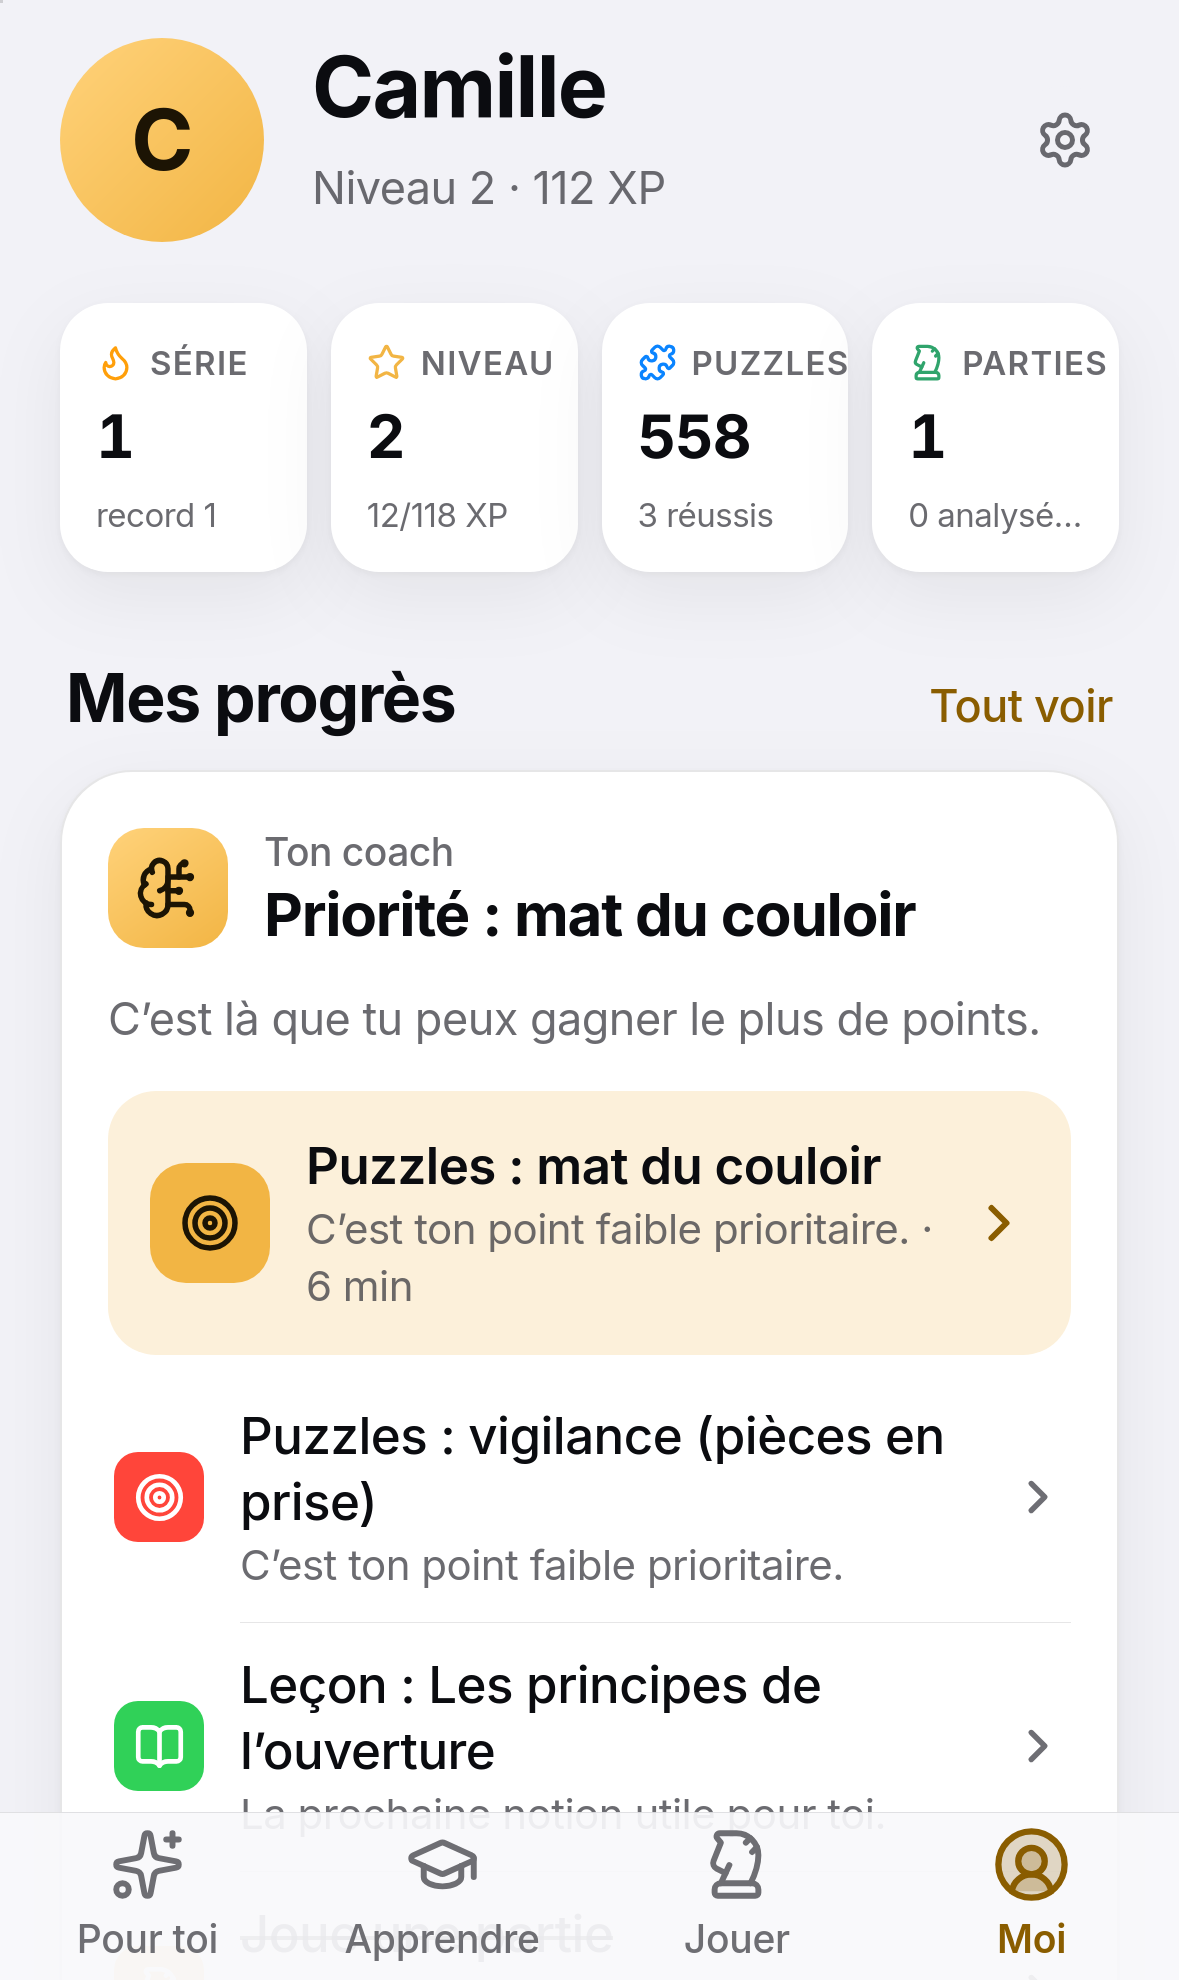 C
Camille
Niveau 2 · 112 XP
SÉRIE
1
record 1
NIVEAU
2
12/118 XP
PUZZLES
558
3 réussis
PARTIES
1
0 analysé...
Mes progrès
Tout voir
Ton coach
Priorité : mat du couloir
C’est là que tu peux gagner le plus de points.
Puzzles : mat du couloir
C’est ton point faible prioritaire. ·
6 min
Puzzles : vigilance (pièces en
prise)
C’est ton point faible prioritaire.
Leçon : Les principes de
l’ouverture
La prochaine notion utile pour toi.
Joue une partie
Pour toi
Apprendre
Jouer
Moi